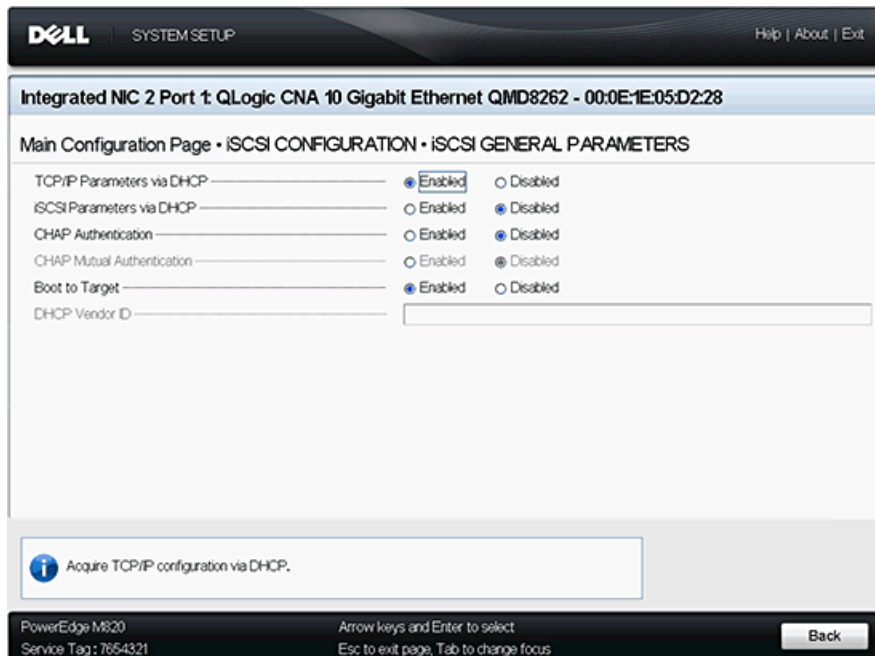 DELL SYSTEM SETUP Help | About | Exit
Integrated NIC 2 Port 1: QLogic CNA 10 Gigabit Ethernet QMD8262 - 00:0E:1E:05:D2:28
Main Configuration Page • iSCSI CONFIGURATION • iSCSI GENERAL PARAMETERS
TCP/IP Parameters via DHCP Enabled Disabled
iSCSI Parameters via DHCP Enabled Disabled
CHAP Authentication Enabled Disabled
CHAP Mutual Authentication Enabled Disabled
Boot to Target Enabled Disabled
DHCP Vendor ID
Acquire TCP/IP configuration via DHCP.
PowerEdge M820 Arrow keys and Enter to select
Service Tag : 7654321 Esc to exit page, Tab to change focus
Back